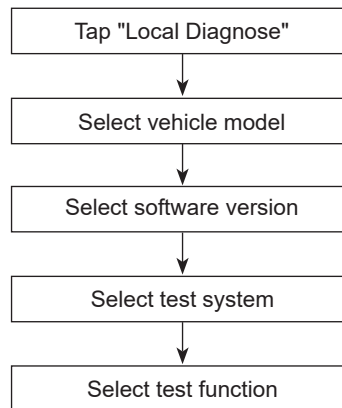 Tap "Local Diagnose"
Select vehicle model
Select software version
Select test system
Select test function